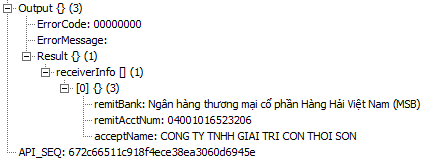 Output {} (3)
ErrorCode: 00000000
ErrorMessage:
Result {} (1)
receiverInfo [] (1)
[0] {} (3)
remitBank: Ngân hàng thương mại cổ phần Hàng Hải Việt Nam (MSB)
remitAcctNum: 04001016523206
acceptName: CONG TY TNHH GIAI TRI CON THOI SON
API_SEQ: 672c66511c918f4ece38ea3060d6945e